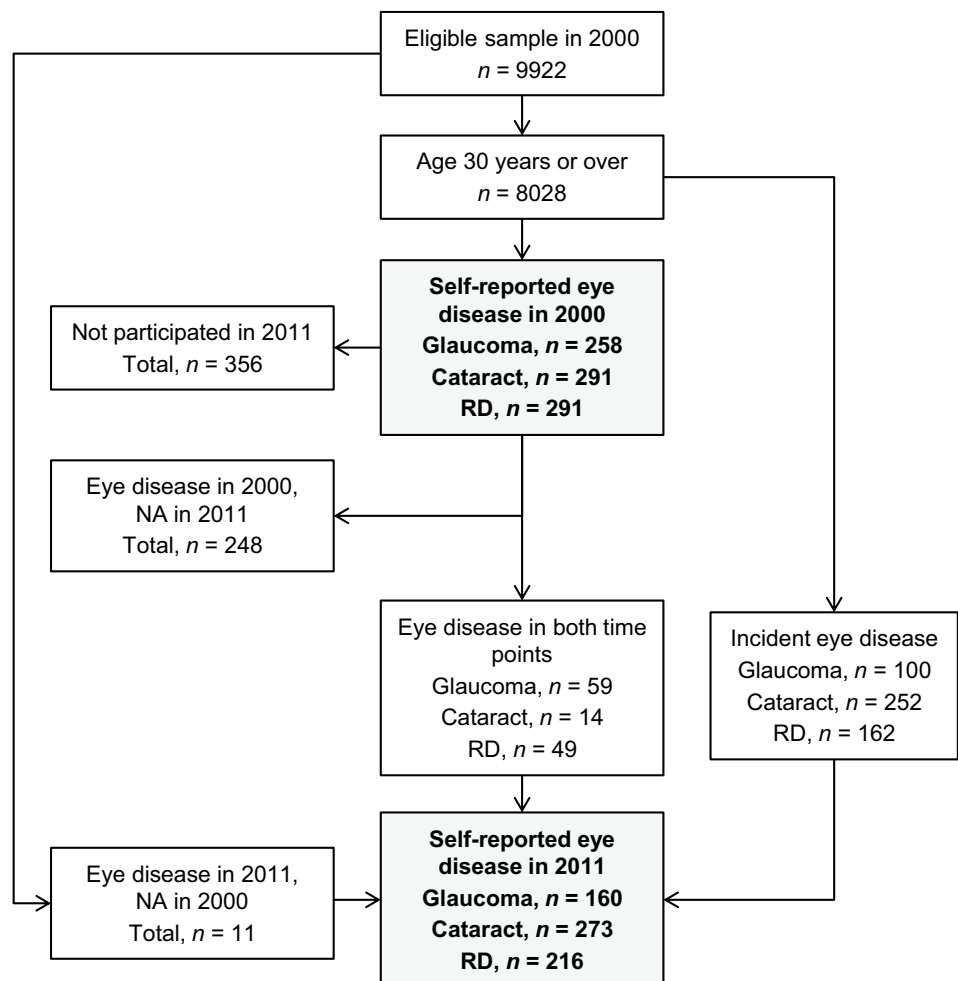 Eligible sample in 2000
n = 9922
Age 30 years or over
n = 8028
Self-reported eye
disease in 2000
Glaucoma, n = 258
Cataract, n = 291
RD, n = 291
Not participated in 2011
Total, n = 356
Eye disease in 2000,
NA in 2011
Total, n = 248
Eye disease in both time
points
Glaucoma, n = 59
Cataract, n = 14
RD, n = 49
Incident eye disease
Glaucoma, n = 100
Cataract, n = 252
RD, n = 162
Eye disease in 2011,
NA in 2000
Total, n = 11
Self-reported eye
disease in 2011
Glaucoma, n = 160
Cataract, n = 273
RD, n = 216